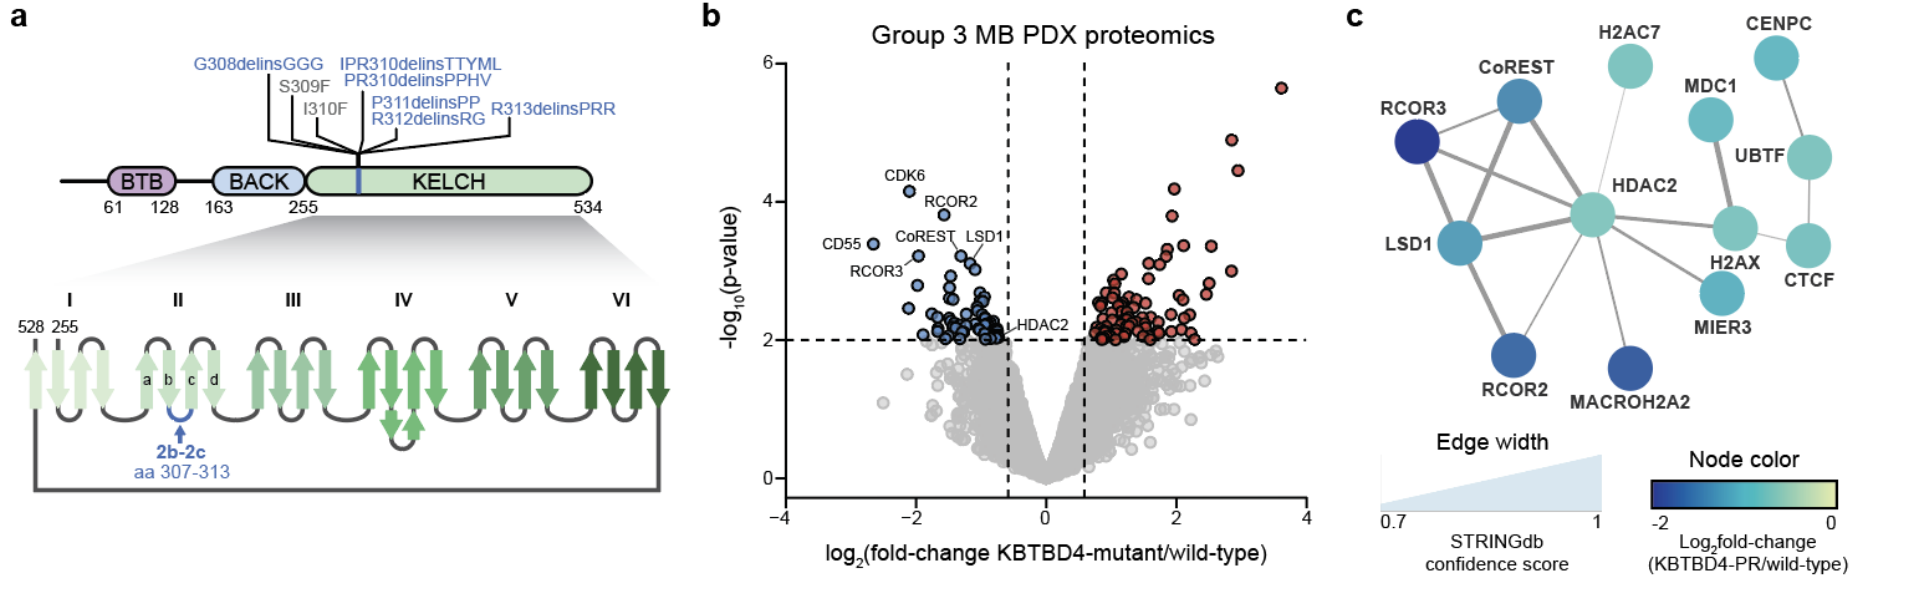 a
G308delinsGGG
IPR310delinsTTYML
S309F
PR310delinsPPHV
I310F
P311delinsPP
R312delinsRG
R313delinsPRR
BTB
BACK
KELCH
61
128
163
255
534
I
II
III
IV
V
VI
528
255
a
b
c
d
2b-2c
aa 307-313
b
Group 3 MB PDX proteomics
6
4
2
0
-log10(p-value)
CDK6
RCOR2
CD55
CoREST
LSD1
RCOR3
HDAC2
−4
−2
0
2
4
log2(fold-change KBTBD4-mutant/wild-type)
c
CENPC
H2AC7
CoREST
MDC1
RCOR3
UBTF
HDAC2
LSD1
H2AX
CTCF
MIER3
RCOR2
MACROH2A2
Edge width
0.7
1
STRINGdb
confidence score
Node color
-2
0
Log2fold-change
(KBTBD4-PR/wild-type)